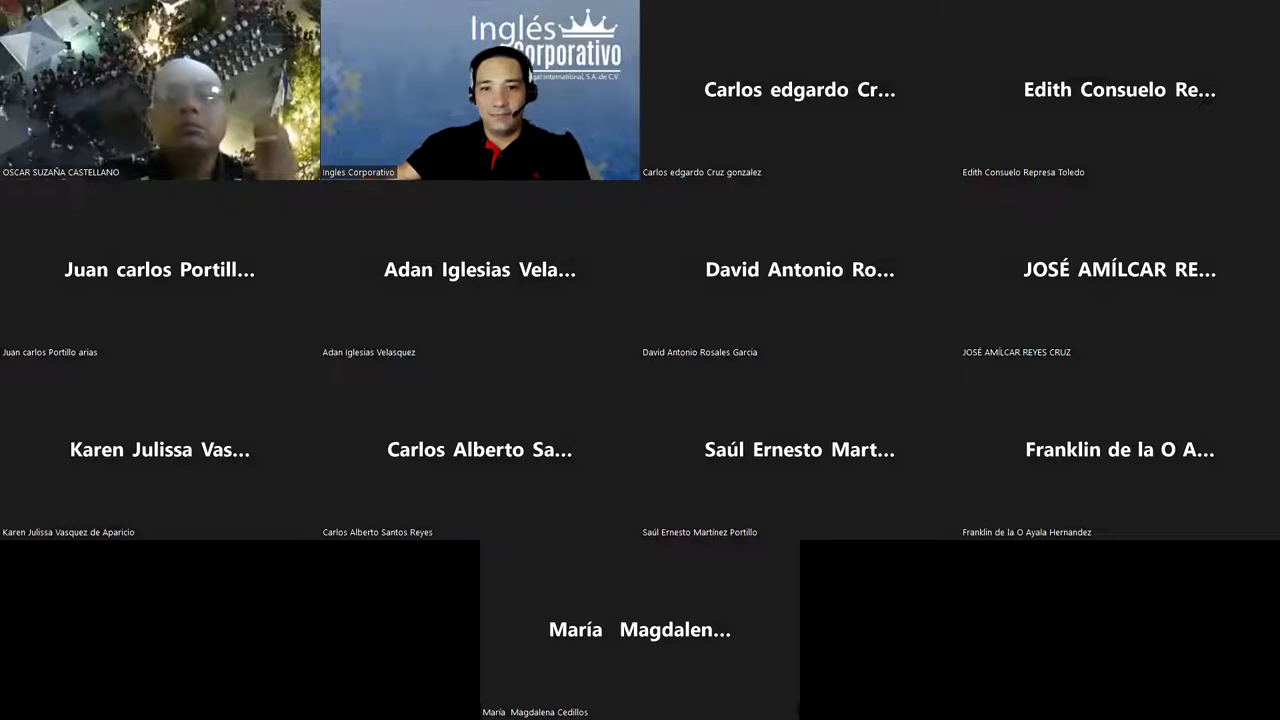 Inglés
Corporativo
gal international, S.A. de C.V.
OSCAR SUZAÑA CASTELLANO
Ingles Corporativo
Carlos edgardo Cr...
Carlos edgardo Cruz gonzalez
Edith Consuelo Re...
Edith Consuelo Represa Toledo
Juan carlos Portill...
Juan carlos Portillo arias
Adan Iglesias Vela...
Adan Iglesias Velasquez
David Antonio Ro...
David Antonio Rosales Garcia
JOSÉ AMÍLCAR RE...
JOSÉ AMÍLCAR REYES CRUZ
Karen Julissa Vas...
Karen Julissa Vasquez de Aparicio
Carlos Alberto Sa...
Carlos Alberto Santos Reyes
Saúl Ernesto Mart...
Saúl Ernesto Martínez Portillo
Franklin de la O A...
Franklin de la O Ayala Hernandez
María Magdalen...
María Magdalena Cedillos